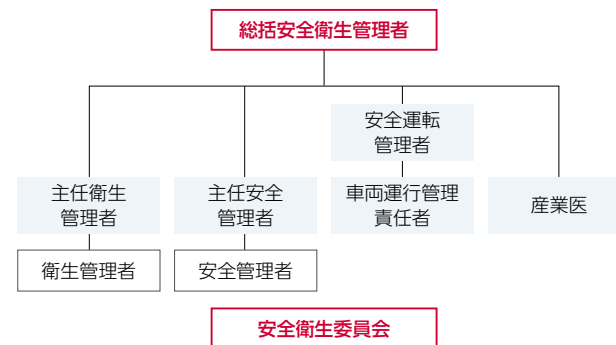 総括安全衛生管理者
安全運転
管理者
主任衛生
管理者
主任安全
管理者
車両運行管理
責任者
産業医
衛生管理者
安全管理者
安全衛生委員会